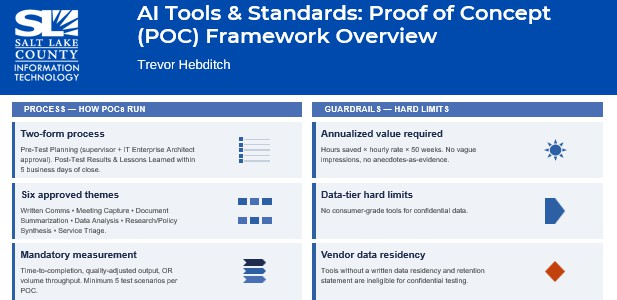 SL
SALT LAKE
COUNTY
INFORMATION
TECHNOLOGY
AI Tools & Standards: Proof of Concept
(POC) Framework Overview
Trevor Hebditch
PROCESS — HOW POCs RUN
Two-form process
Pre-Test Planning (supervisor + IT Enterprise Architect
approval). Post-Test Results & Lessons Learned within
5 business days of close.
Six approved themes
Written Comms • Meeting Capture • Document
Summarization • Data Analysis • Research/Policy
Synthesis • Service Triage.
Mandatory measurement
Time-to-completion, quality-adjusted output, OR
volume throughput. Minimum 5 test scenarios per
POC.
GUARDRAILS — HARD LIMITS
Annualized value required
Hours saved × hourly rate × 50 weeks. No vague
impressions, no anecdotes-as-evidence.
Data-tier hard limits
No consumer-grade tools for confidential data.
Vendor data residency
Tools without a written data residency and retention
statement are ineligible for confidential testing.